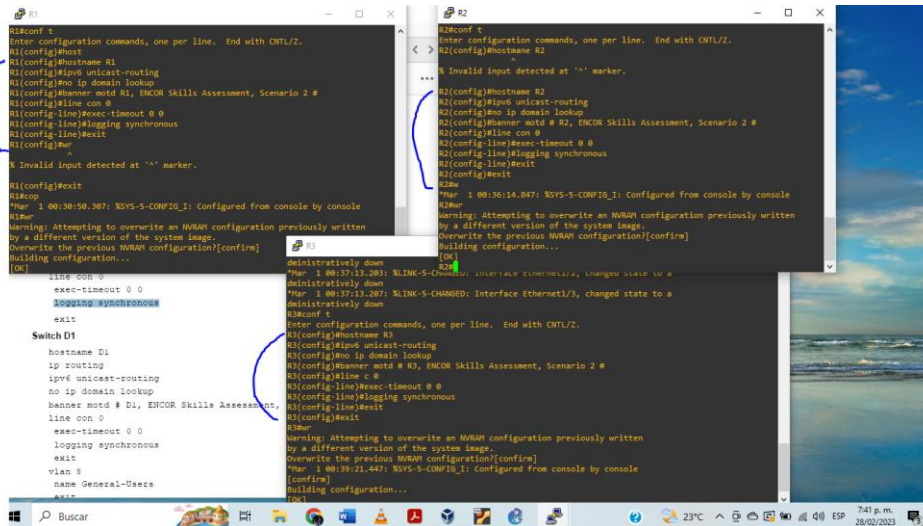 R1
R1#conf t
Enter configuration commands, one per line. End with CNTL/Z.
R1(config)#host
R1(config)#hostname R1
R1(config)#ipv6 unicast-routing
R1(config)#no ip domain lookup
R1(config)#banner motd R1, ENCOR Skills Assessment, Scenario 2 #
R1(config)#line con 0
R1(config-line)#exec-timeout 0 0
R1(config-line)#logging synchronous
R1(config-line)#exit
R1(config)#wr
^
% Invalid input detected at '^' marker.
R1(config)#exit
R1#cop
*Mar 1 00:30:50.307: %SYS-5-CONFIG_I: Configured from console by console
R1#wr
Warning: Attempting to overwrite an NVRAM configuration previously written
by a different version of the system image.
Overwrite the previous NVRAM configuration?[confirm]
Building configuration...
[OK]
R2
R2#conf t
Enter configuration commands, one per line. End with CNTL/Z.
R2(config)#hostmane R2
^
% Invalid input detected at '^' marker.
R2(config)#hostname R2
R2(config)#ipv6 unicast-routing
R2(config)#no ip domain lookup
R2(config)#banner motd # R2, ENCOR Skills Assessment, Scenario 2 #
R2(config)#line con 0
R2(config-line)#exec-timeout 0 0
R2(config-line)#logging synchronous
R2(config-line)#exit
R2(config)#exit
R2#w
*Mar 1 00:36:14.847: %SYS-5-CONFIG_I: Configured from console by console
R2#wr
Warning: Attempting to overwrite an NVRAM configuration previously written
by a different version of the system image.
Overwrite the previous NVRAM configuration?[confirm]
Building configuration...
[OK]
R2#
R3
dministratively down
*Mar 1 00:37:13.203: %LINK-5-CHANGED: Interface Ethernet1/2, changed state to a
dministratively down
*Mar 1 00:37:13.207: %LINK-5-CHANGED: Interface Ethernet1/3, changed state to a
dministratively down
R3#conf t
Enter configuration commands, one per line. End with CNTL/Z.
R3(config)#hostname R3
R3(config)#ipv6 unicast-routing
R3(config)#no ip domain lookup
R3(config)#banner motd # R3, ENCOR Skills Assessment, Scenario 2 #
R3(config)#line c 0
R3(config-line)#exec-timeout 0 0
R3(config-line)#logging synchronous
R3(config-line)#exit
R3(config)#exit
R3#wr
Warning: Attempting to overwrite an NVRAM configuration previously written
by a different version of the system image.
Overwrite the previous NVRAM configuration?[confirm]
*Mar 1 00:39:21.447: %SYS-5-CONFIG_I: Configured from console by console
[confirm]
Building configuration...
[OK]
line con 0
exec-timeout 0 0
logging synchronous
exit
Switch D1
hostname D1
ip routing
ipv6 unicast-routing
no ip domain lookup
banner motd # D1, ENCOR Skills Assessment,
line con 0
exec-timeout 0 0
logging synchronous
exit
vlan 8
name General-Users
exit
Buscar
23°C
ESP
7:41 p. m.
28/02/2023